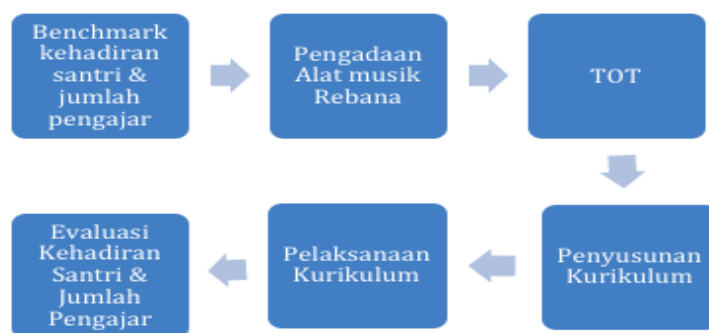 Benchmark
kehadiran
santri &
jumlah
pengajar
Pengadaan
Alat musik
Rebana
TOT
Penyusunan
Kurikulum
Pelaksanaan
Kurikulum
Evaluasi
Kehadiran
Santri &
Jumlah
Pengajar